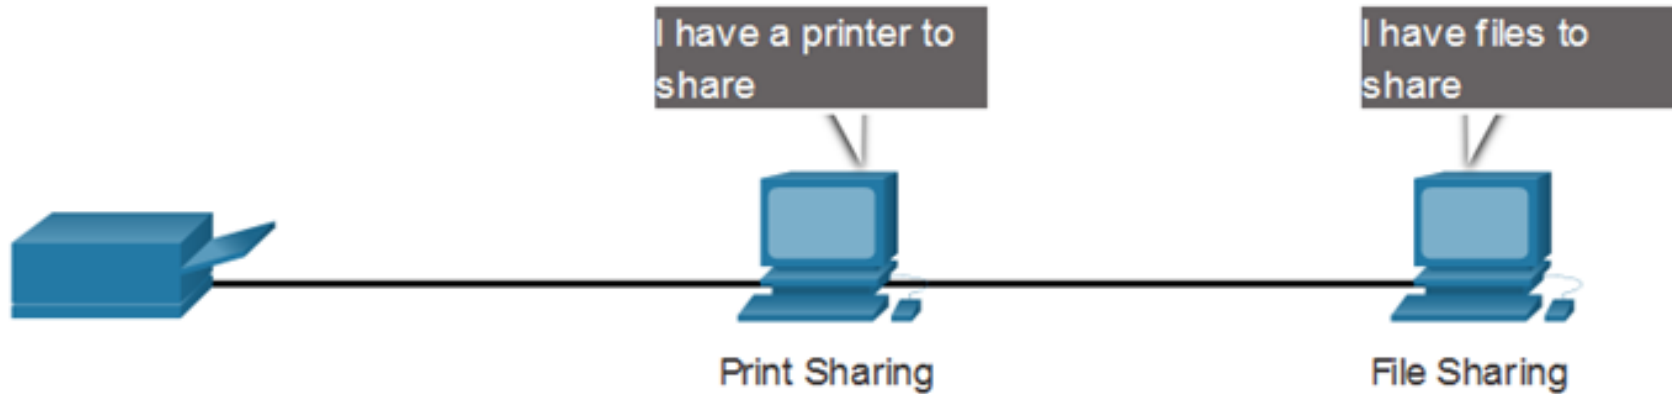 I have a printer to
share
I have files to
share
Print Sharing
File Sharing